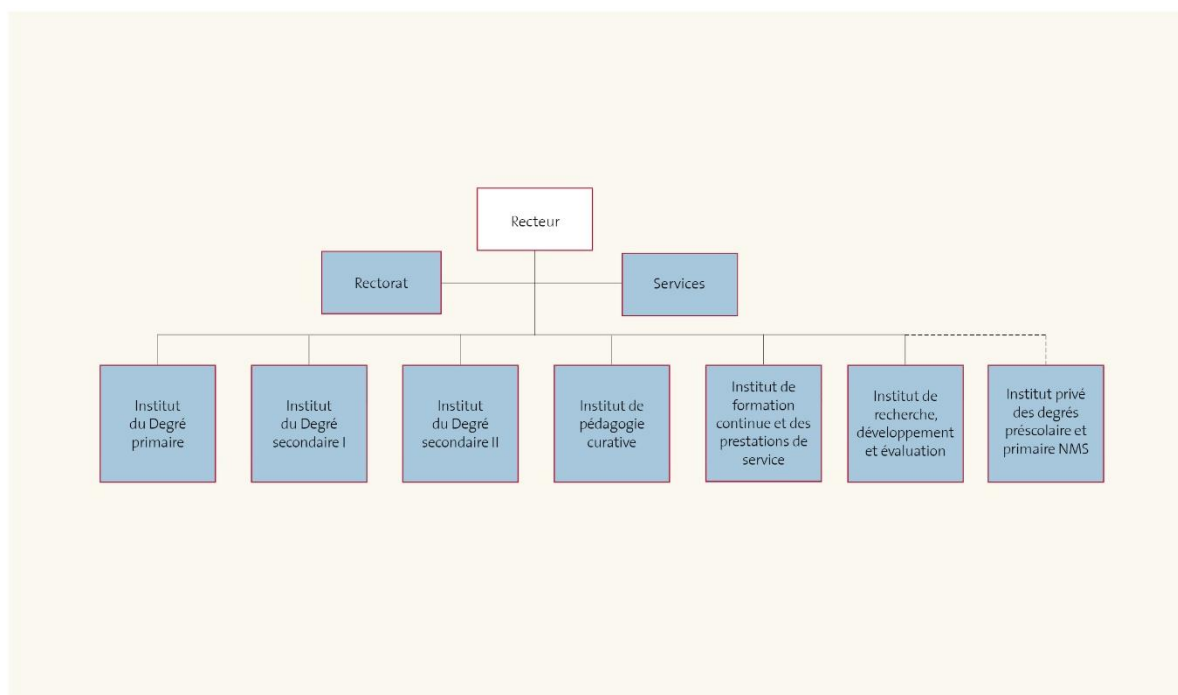 Recteur
Rectorat
Services
Institut
du Degré
primaire
Institut
du Degré
secondaire I
Institut
du Degré
secondaire II
Institut de
pédagogie
curative
Institut de
formation
continue et des
prestations de
service
Institut de
recherche,
développement
et évaluation
Institut privé
des degrés
préscolaire et
primaire NMS